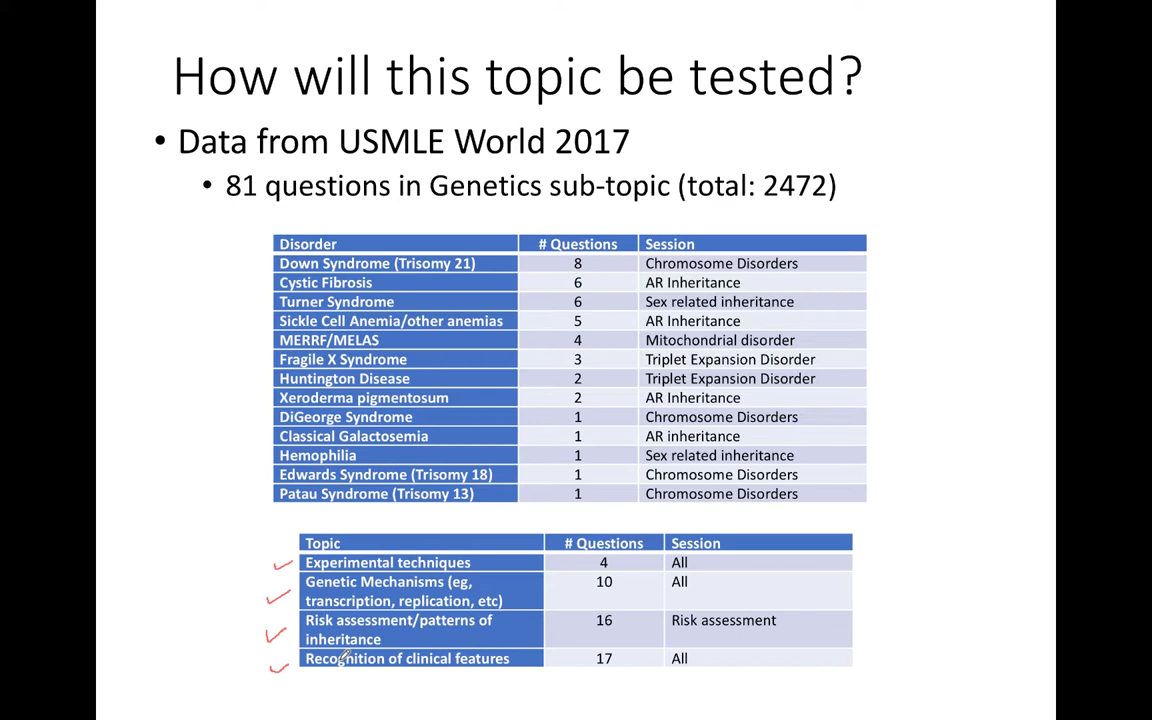 How will this topic be tested?
• Data from USMLE World 2017
• 81 questions in Genetics sub-topic (total: 2472)
Disorder # Questions Session
Down Syndrome (Trisomy 21) 8 Chromosome Disorders
Cystic Fibrosis 6 AR Inheritance
Turner Syndrome 6 Sex related inheritance
Sickle Cell Anemia/other anemias 5 AR Inheritance
MERRF/MELAS 4 Mitochondrial disorder
Fragile X Syndrome 3 Triplet Expansion Disorder
Huntington Disease 2 Triplet Expansion Disorder
Xeroderma pigmentosum 2 AR Inheritance
DiGeorge Syndrome 1 Chromosome Disorders
Classical Galactosemia 1 AR inheritance
Hemophilia 1 Sex related inheritance
Edwards Syndrome (Trisomy 18) 1 Chromosome Disorders
Patau Syndrome (Trisomy 13) 1 Chromosome Disorders
Topic # Questions Session
Experimental techniques 4 All
Genetic Mechanisms (eg, 10 All
transcription, replication, etc)
Risk assessment/patterns of 16 Risk assessment
inheritance
Recognition of clinical features 17 All